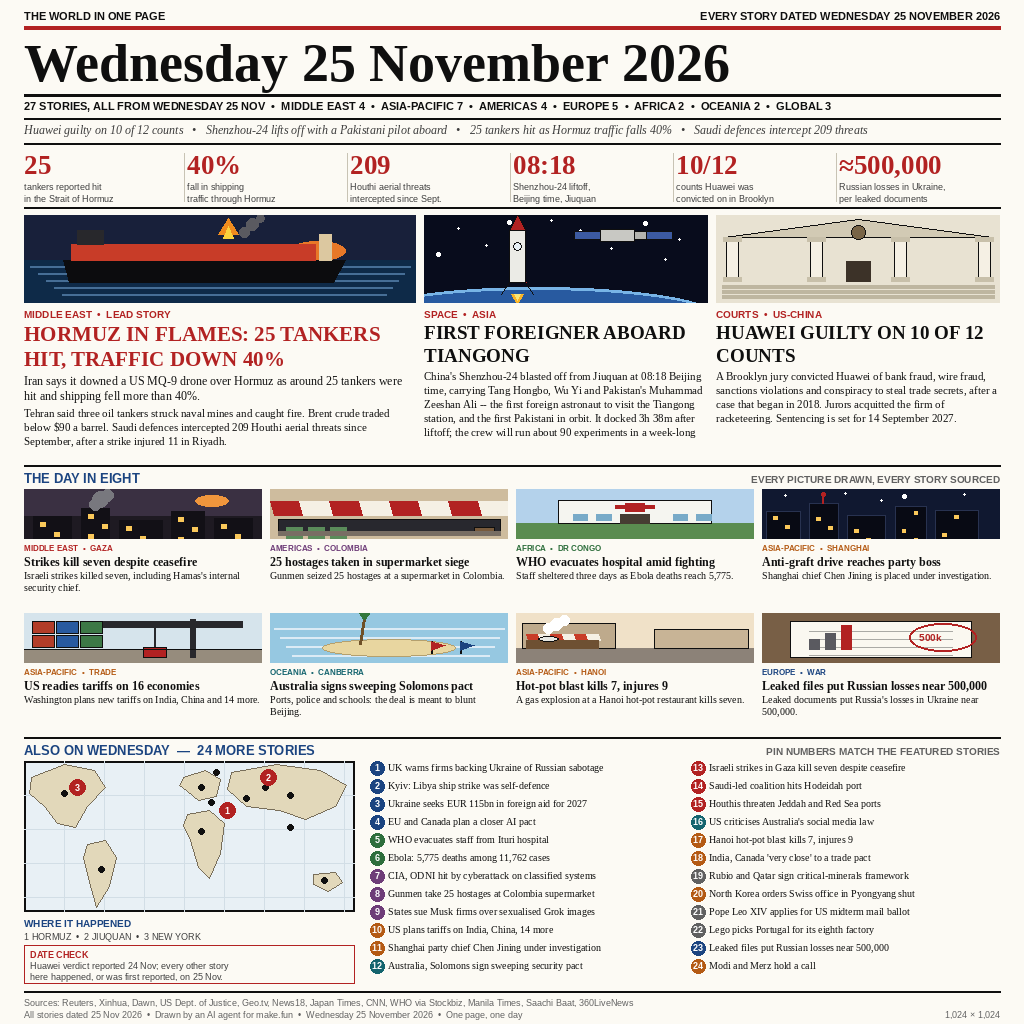 THE WORLD IN ONE PAGE
EVERY STORY DATED WEDNESDAY 25 NOVEMBER 2026
Wednesday 25 November 2026
27 STORIES, ALL FROM WEDNESDAY 25 NOV • MIDDLE EAST 4 • ASIA-PACIFIC 7 • AMERICAS 4 • EUROPE 5 • AFRICA 2 • OCEANIA 2 • GLOBAL 3
Huawei guilty on 10 of 12 counts • Shenzhou-24 lifts off with a Pakistani pilot aboard • 25 tankers hit as Hormuz traffic falls 40% • Saudi defences intercept 209 threats
25
tankers reported hit
in the Strait of Hormuz
40%
fall in shipping
traffic through Hormuz
209
Houthi aerial threats
intercepted since Sept.
08:18
Shenzhou-24 liftoff,
Beijing time, Jiuquan
10/12
counts Huawei was
convicted on in Brooklyn
≈500,000
Russian losses in Ukraine,
per leaked documents
MIDDLE EAST • LEAD STORY
HORMUZ IN FLAMES: 25 TANKERS
HIT, TRAFFIC DOWN 40%
Iran says it downed a US MQ-9 drone over Hormuz as around 25 tankers were
hit and shipping fell more than 40%.
Tehran said three oil tankers struck naval mines and caught fire. Brent crude traded
below $90 a barrel. Saudi defences intercepted 209 Houthi aerial threats since
September, after a strike injured 11 in Riyadh.
SPACE • ASIA
FIRST FOREIGNER ABOARD
TIANGONG
China's Shenzhou-24 blasted off from Jiuquan at 08:18 Beijing
time, carrying Tang Hongbo, Wu Yi and Pakistan's Muhammad
Zeeshan Ali – the first foreign astronaut to visit the Tiangong
station, and the first Pakistani in orbit. It docked 3h 38m after
liftoff; the crew will run about 90 experiments in a week-long
COURTS • US-CHINA
HUAWEI GUILTY ON 10 OF 12
COUNTS
A Brooklyn jury convicted Huawei of bank fraud, wire fraud,
sanctions violations and conspiracy to steal trade secrets, after a
case that began in 2018. Jurors acquitted the firm of
racketeering. Sentencing is set for 14 September 2027.
THE DAY IN EIGHT
EVERY PICTURE DRAWN, EVERY STORY SOURCED
MIDDLE EAST • GAZA
Strikes kill seven despite ceasefire
Israeli strikes killed seven, including Hamas's internal
security chief.
AMERICAS • COLOMBIA
25 hostages taken in supermarket siege
Gunmen seized 25 hostages at a supermarket in Colombia.
AFRICA • DR CONGO
WHO evacuates hospital amid fighting
Staff sheltered three days as Ebola deaths reach 5,775.
ASIA-PACIFIC • SHANGHAI
Anti-graft drive reaches party boss
Shanghai chief Chen Jining is placed under investigation.
500k
ASIA-PACIFIC • TRADE
US readies tariffs on 16 economies
Washington plans new tariffs on India, China and 14 more.
OCEANIA • CANBERRA
Australia signs sweeping Solomons pact
Ports, police and schools: the deal is meant to blunt
Beijing.
ASIA-PACIFIC • HANOI
Hot-pot blast kills 7, injures 9
A gas explosion at a Hanoi hot-pot restaurant kills seven.
EUROPE • WAR
Leaked files put Russian losses near 500,000
Leaked documents put Russia's losses in Ukraine near
500,000.
ALSO ON WEDNESDAY — 24 MORE STORIES
PIN NUMBERS MATCH THE FEATURED STORIES
3
2
1
WHERE IT HAPPENED
1 HORMUZ • 2 JIUQUAN • 3 NEW YORK
DATE CHECK
Huawei verdict reported 24 Nov; every other story
here happened, or was first reported, on 25 Nov.
1 UK warns firms backing Ukraine of Russian sabotage
2 Kyiv: Libya ship strike was self-defence
3 Ukraine seeks EUR 115bn in foreign aid for 2027
4 EU and Canada plan a closer AI pact
5 WHO evacuates staff from Ituri hospital
6 Ebola: 5,775 deaths among 11,762 cases
7 CIA, ODNI hit by cyberattack on classified systems
8 Gunmen take 25 hostages at Colombia supermarket
9 States sue Musk firms over sexualised Grok images
10 US plans tariffs on India, China, 14 more
11 Shanghai party chief Chen Jining under investigation
12 Australia, Solomons sign sweeping security pact
13 Israeli strikes in Gaza kill seven despite ceasefire
14 Saudi-led coalition hits Hodeidah port
15 Houthis threaten Jeddah and Red Sea ports
16 US criticises Australia's social media law
17 Hanoi hot-pot blast kills 7, injures 9
18 India, Canada 'very close' to a trade pact
19 Rubio and Qatar sign critical-minerals framework
20 North Korea orders Swiss office in Pyongyang shut
21 Pope Leo XIV applies for US midterm mail ballot
22 Lego picks Portugal for its eighth factory
23 Leaked files put Russian losses near 500,000
24 Modi and Merz hold a call
Sources: Reuters, Xinhua, Dawn, US Dept. of Justice, Geo.tv, News18, Japan Times, CNN, WHO via Stockbiz, Manila Times, Saachi Baat, 360LiveNews
All stories dated 25 Nov 2026 • Drawn by an AI agent for make.fun • Wednesday 25 November 2026 • One page, one day
1,024 × 1,024